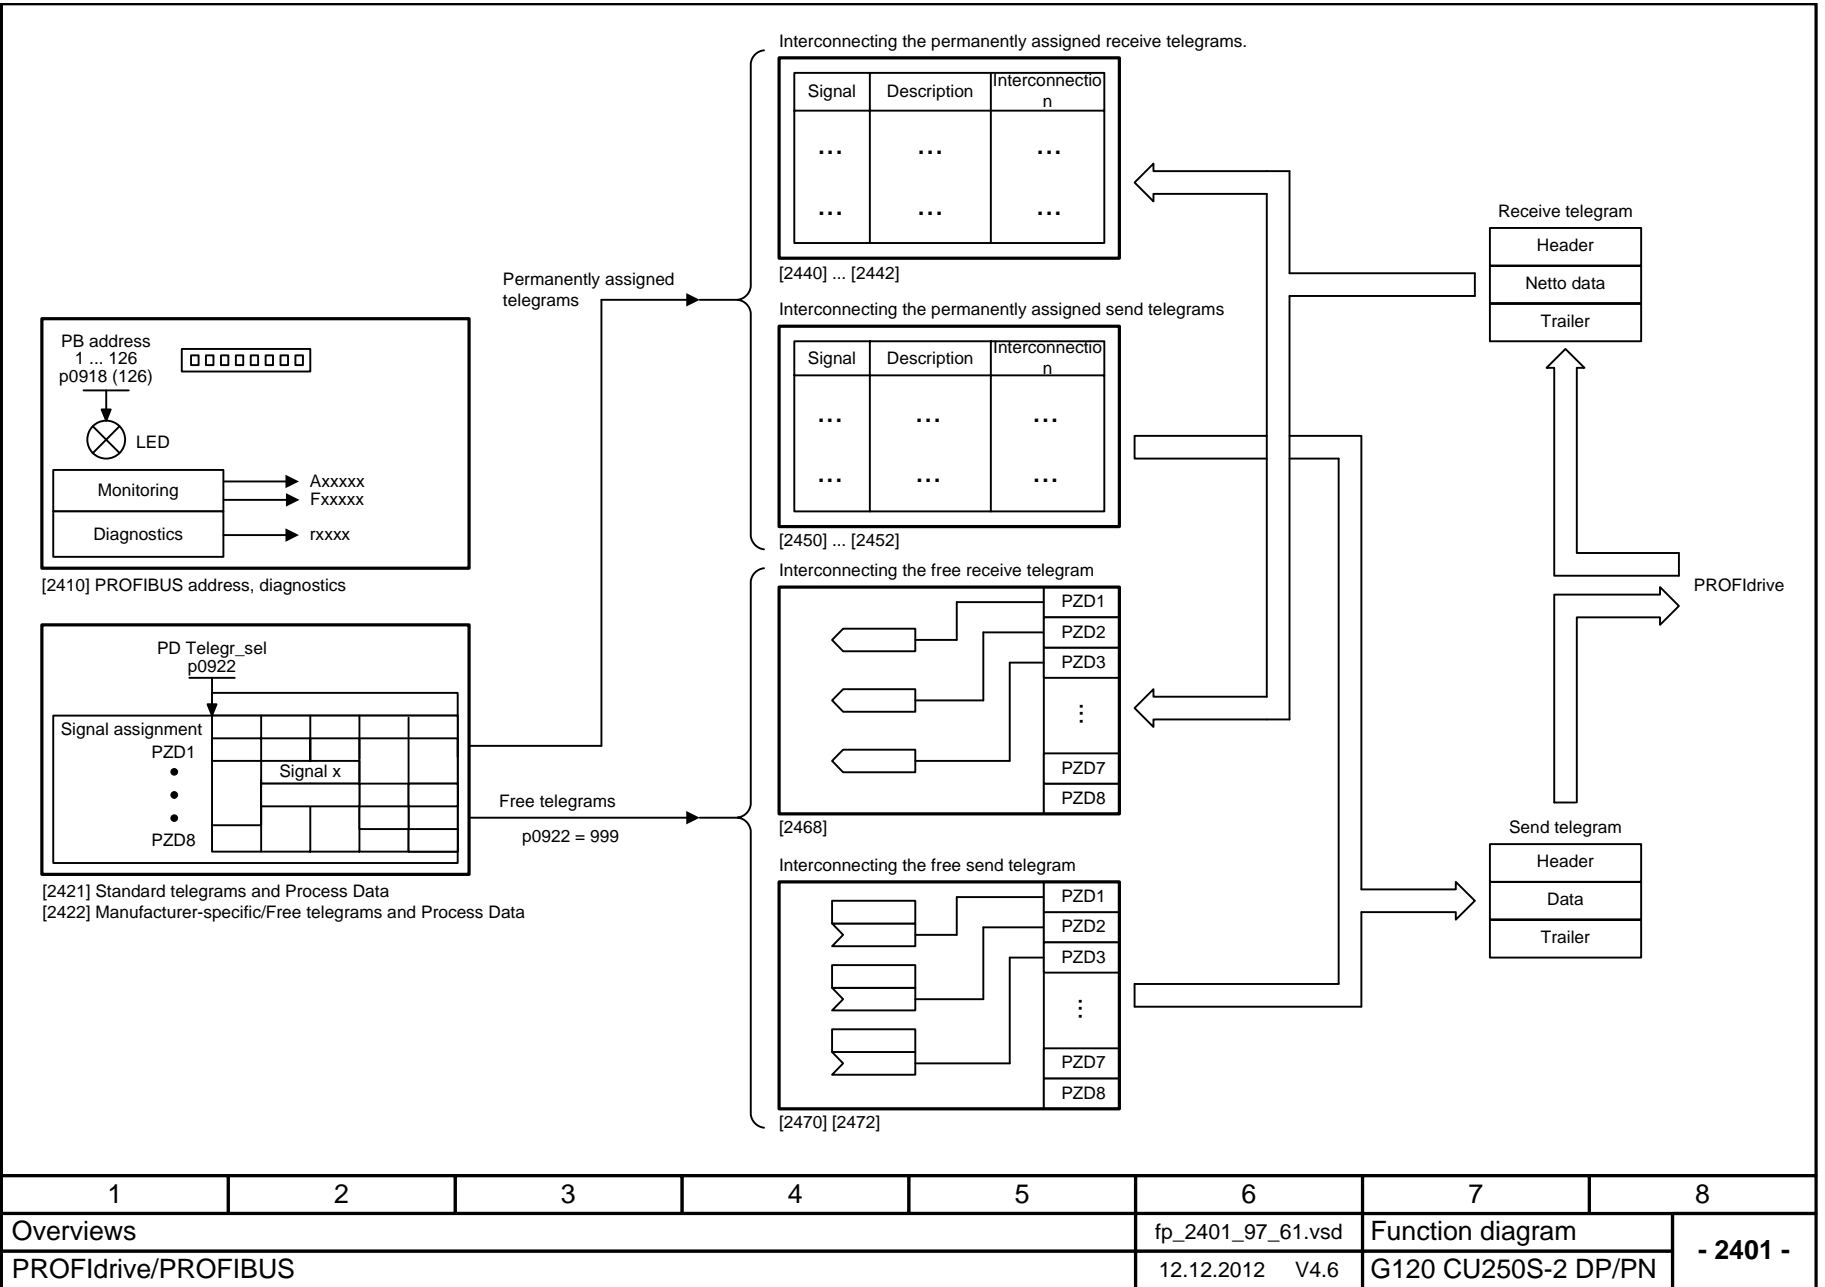 Interconnecting the permanently assigned receive telegrams.
Signal Description Interconnectio
n
... ... ...
... ... ...
[2440] ... [2442]
Permanently assigned
telegrams
Interconnecting the permanently assigned send telegrams
Signal Description Interconnectio
n
... ... ...
... ... ...
[2450] ... [2452]
PB address
1 ... 126
p0918 (126)
LED
Monitoring
Axxxxx
Fxxxxx
Diagnostics
rxxxx
[2410] PROFIBUS address, diagnostics
PD Telegr_sel
p0922
Signal assignment
PZD1
Signal x
PZD8
[2421] Standard telegrams and Process Data
[2422] Manufacturer-specific/Free telegrams and Process Data
Free telegrams
p0922 = 999
Interconnecting the free receive telegram
PZD1
PZD2
PZD3
...
PZD7
PZD8
[2468]
Interconnecting the free send telegram
PZD1
PZD2
PZD3
...
PZD7
PZD8
[2470] [2472]
Receive telegram
Header
Netto data
Trailer
PROFIdrive
Send telegram
Header
Data
Trailer
1 2 3 4 5 6 7 8
Overviews
fp_2401_97_61.vsd
Function diagram
- 2401 -
PROFIdrive/PROFIBUS
12.12.2012 V4.6
G120 CU250S-2 DP/PN